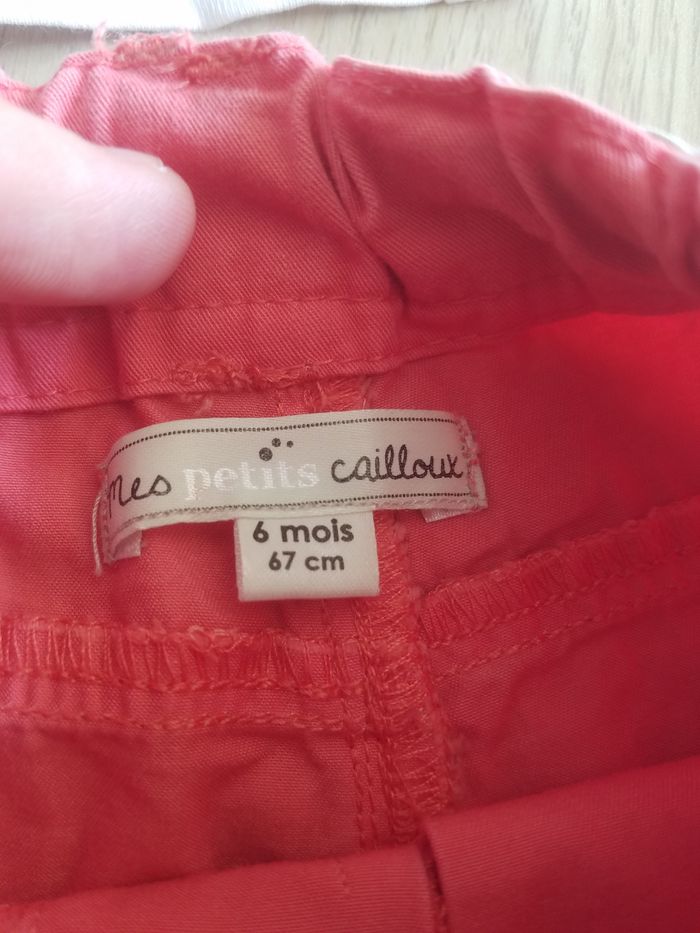 Mes petits cailloux
6 mois
67 cm